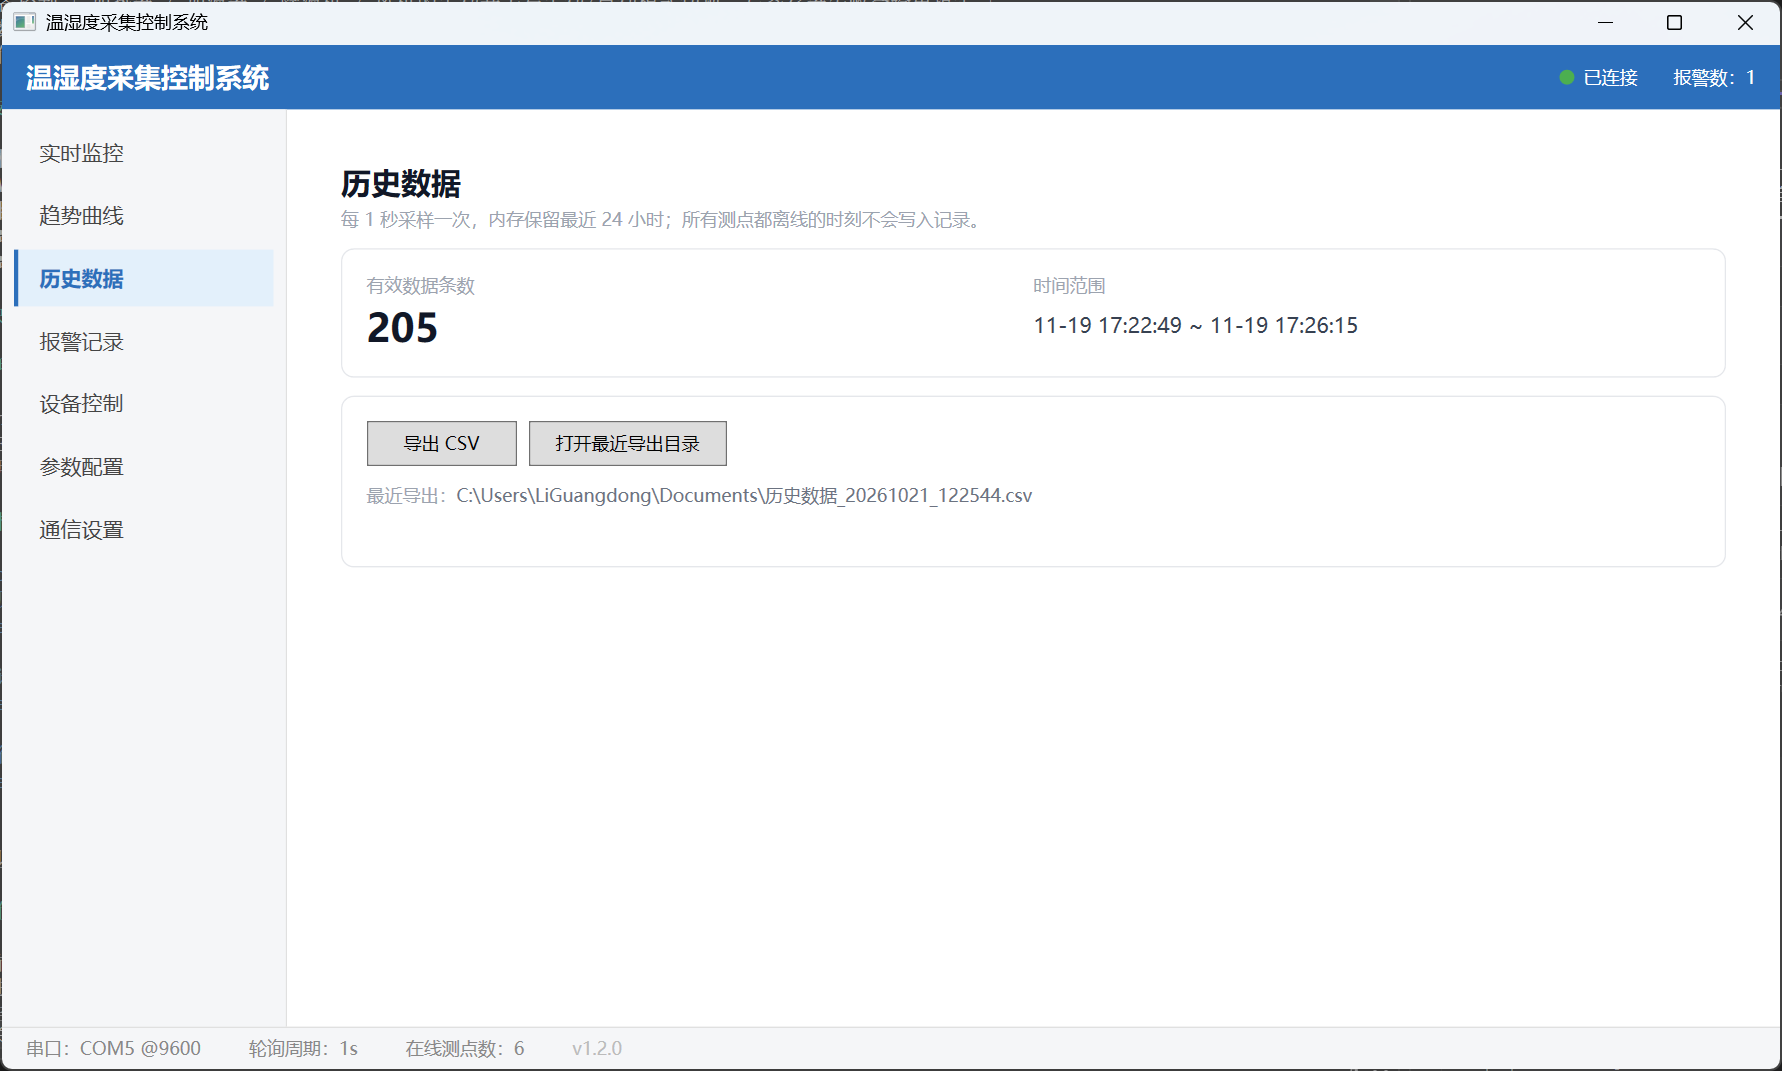 温湿度采集控制系统
温湿度采集控制系统
已连接 报警数：1
实时监控
趋势曲线
历史数据
报警记录
设备控制
参数配置
通信设置
历史数据
每 1 秒采样一次，内存保留最近 24 小时；所有测点都离线的时刻不会写入记录。
有效数据条数
205
时间范围
11-19 17:22:49 ~ 11-19 17:26:15
导出 CSV
打开最近导出目录
最近导出：C:\Users\LiGuangdong\Documents\历史数据_20261021_122544.csv
串口：COM5 @9600 轮询周期：1s 在线测点数：6 v1.2.0